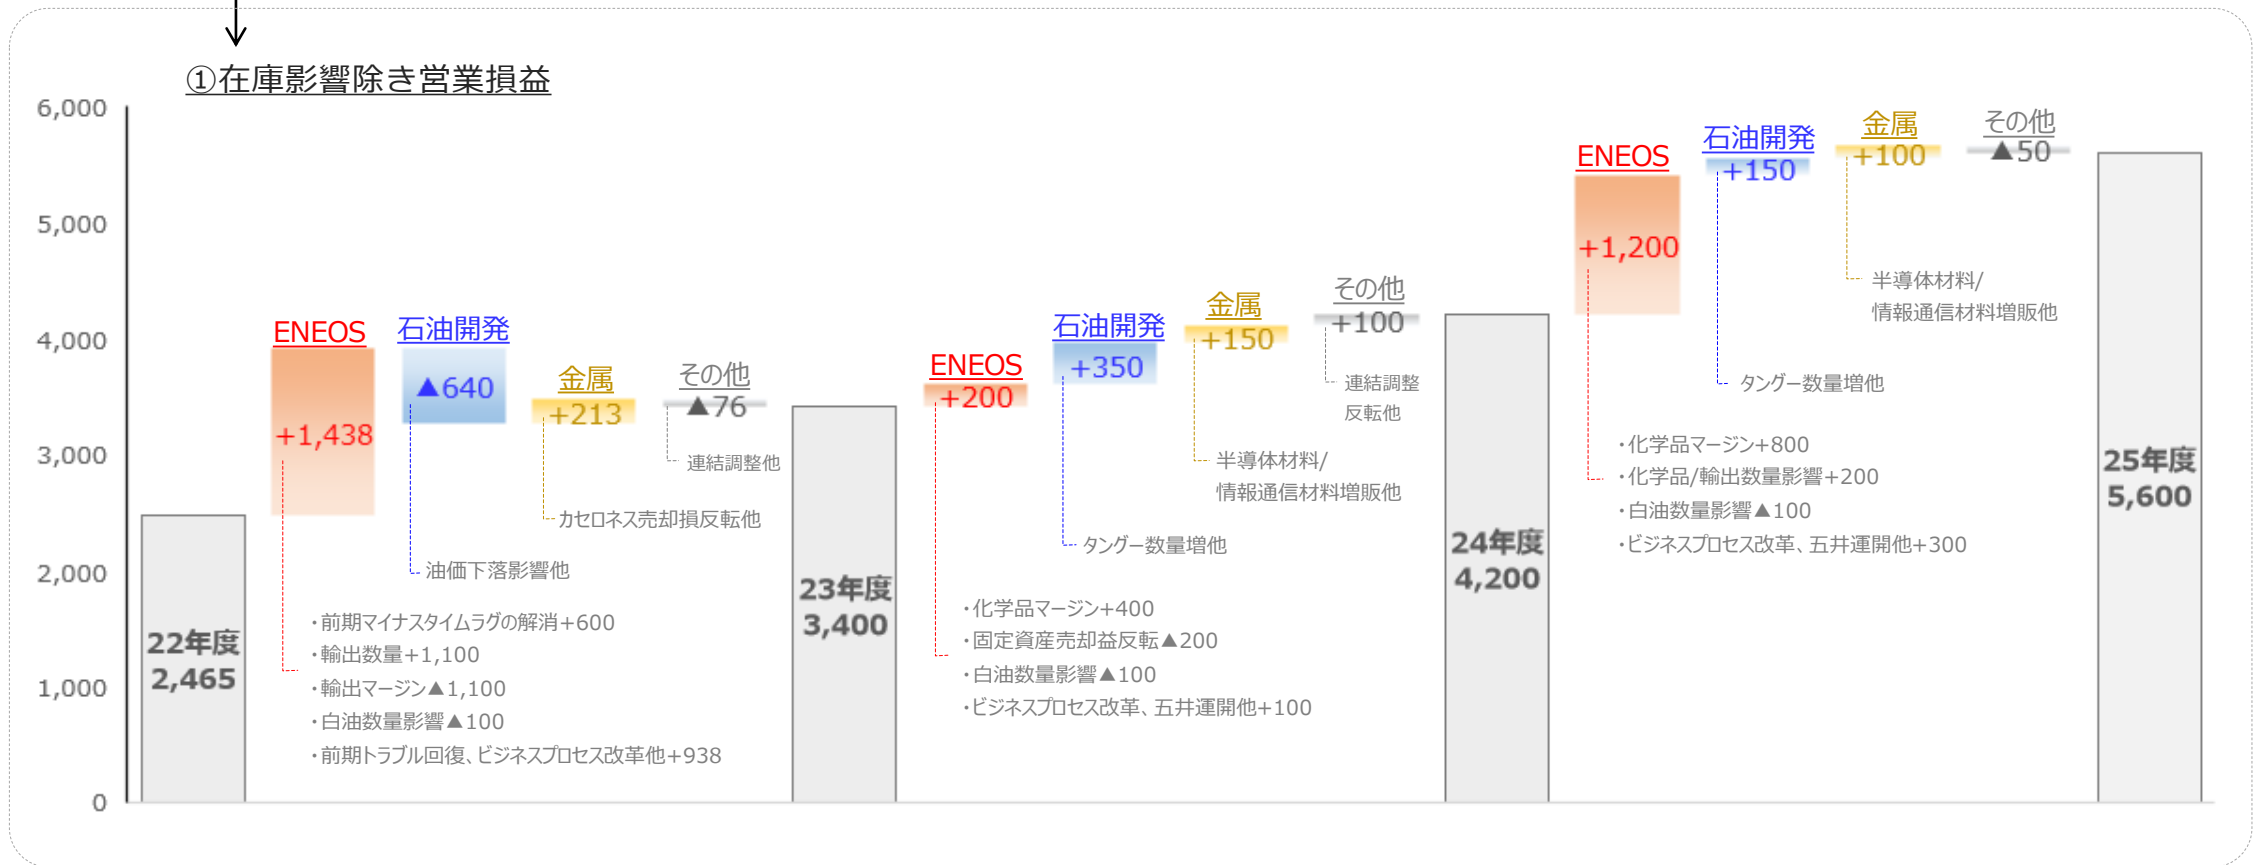 ①在庫影響除き営業損益
6,000
5,000
4,000
3,000
2,000
1,000
0
22年度
2,465
ENEOS
+1,438
・前期マイナスタイムラグの解消+600
・輸出数量+1,100
・輸出マージン▲1,100
・白油数量影響▲100
・前期トラブル回復、ビジネスプロセス改革他+938
石油開発
▲640
油価下落影響他
金属
+213
カセロネス売却損反転他
その他
▲76
連結調整他
23年度
3,400
ENEOS
+200
・化学品マージン+400
・固定資産売却益反転▲200
・白油数量影響▲100
・ビジネスプロセス改革、五井運開他+100
石油開発
+350
タングー数量増他
金属
+150
半導体材料/
情報通信材料増販他
その他
+100
連結調整
反転他
24年度
4,200
ENEOS
+1,200
・化学品マージン+800
・化学品/輸出数量影響+200
・白油数量影響▲100
・ビジネスプロセス改革、五井運開他+300
石油開発
+150
タングー数量増他
金属
+100
半導体材料/
情報通信材料増販他
その他
▲50
25年度
5,600